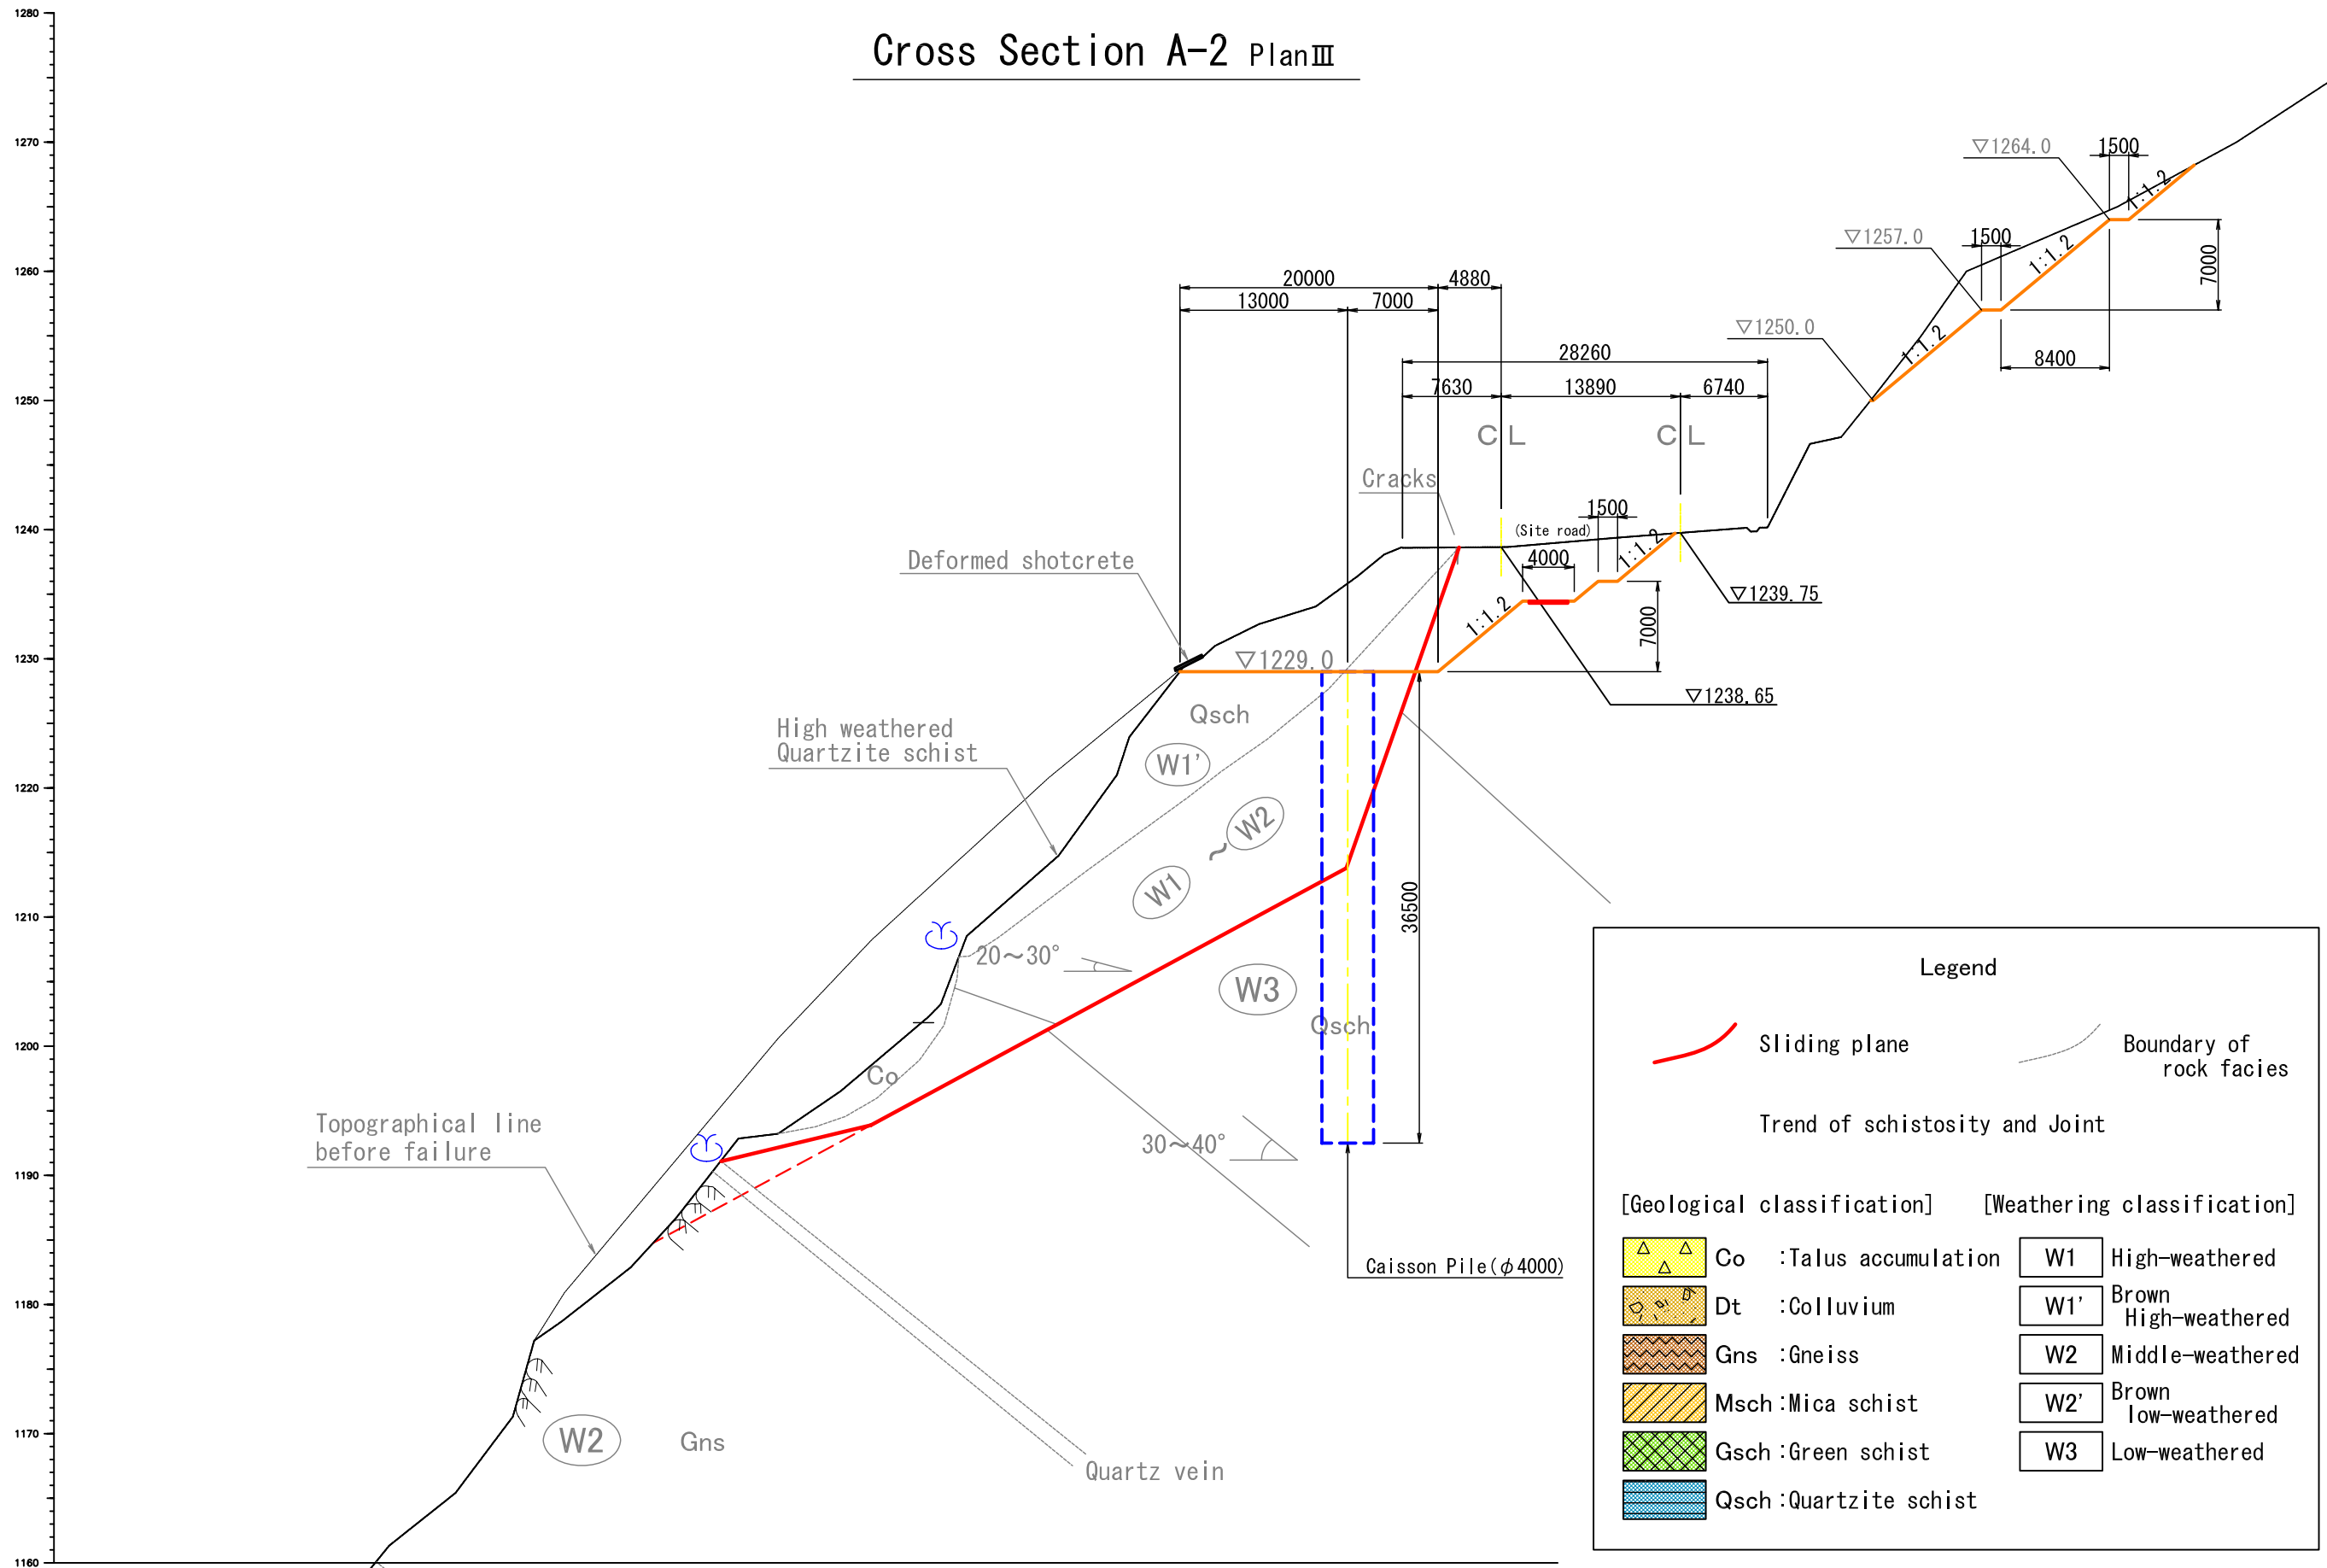 Cross Section A-2 PlanⅢ
1280
1270
1260
1250
1240
1230
1220
1210
1200
1190
1180
1170
1160
▽1264.0
1500
1:1.2
7000
▽1257.0
1500
1:1.2
8400
▽1250.0
1:1.2
20000
4880
13000
7000
28260
7630
13890
6740
CL
CL
Cracks
(Site road)
1500
4000
1:1.2
1:1.2
7000
▽1239.75
▽1238.65
Deformed shotcrete
▽1229.0
Qsch
W1'
High weathered
Quartzite schist
W1
～
W2
36500
20～30°
W3
Qsch
Co
30～40°
Topographical line
before failure
Caisson Pile(φ4000)
W2
Gns
Quartz vein
Legend
Sliding plane
Boundary of
rock facies
Trend of schistosity and Joint
[Geological classification]
[Weathering classification]
Co :Talus accumulation
W1 High-weathered
Dt :Colluvium
W1' Brown
High-weathered
Gns :Gneiss
W2 Middle-weathered
Msch :Mica schist
W2' Brown
low-weathered
Gsch :Green schist
W3 Low-weathered
Qsch :Quartzite schist